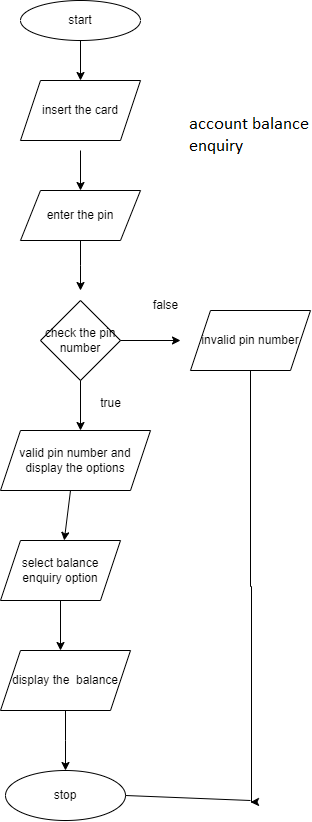 start
insert the card
account balance
enquiry
enter the pin
false
check the pin
number
invalid pin number
true
valid pin number and
display the options
select balance
enquiry option
display the balance
stop